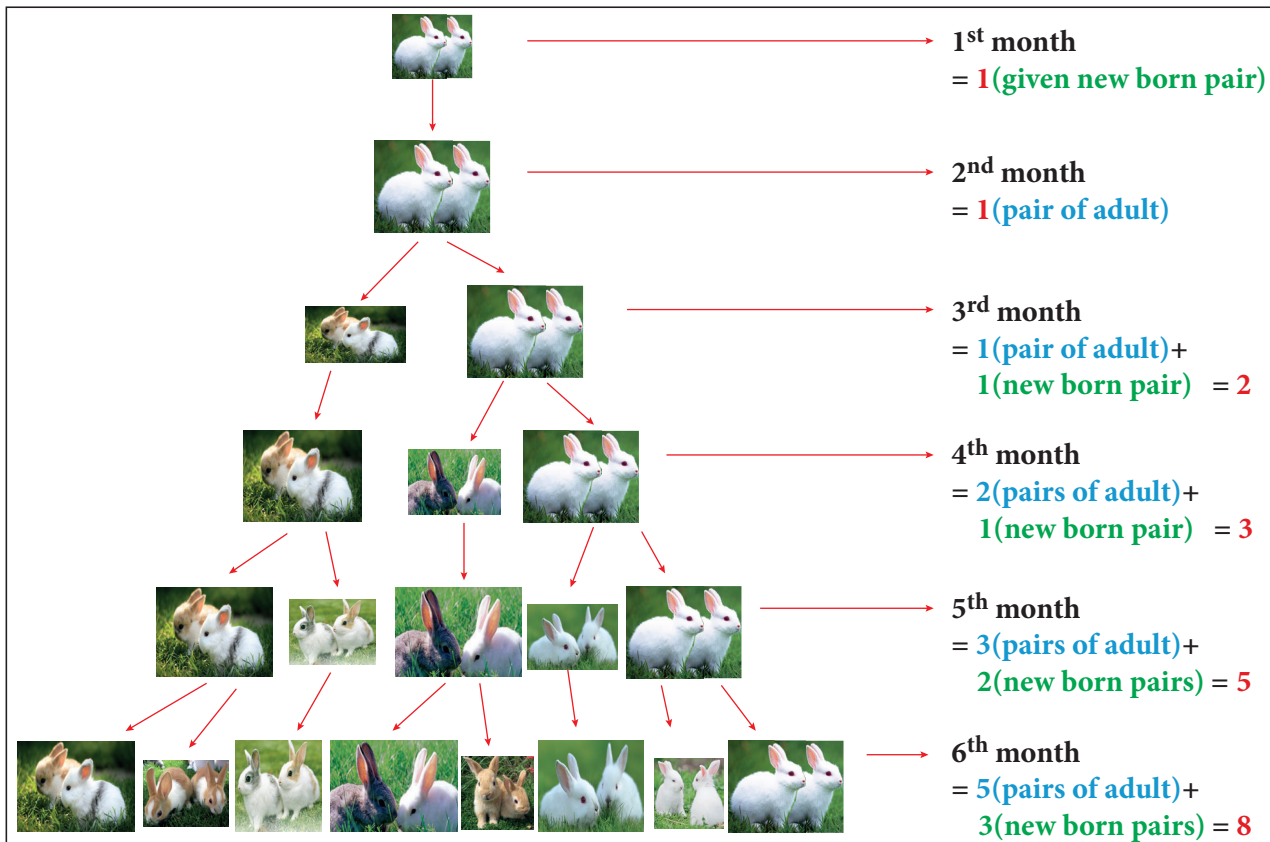 1st month
= 1(given new born pair)
2nd month
= 1(pair of adult)
3rd month
= 1(pair of adult)+
1(new born pair) = 2
4th month
= 2(pairs of adult)+
1(new born pair) = 3
5th month
= 3(pairs of adult)+
2(new born pairs) = 5
6th month
= 5(pairs of adult)+
3(new born pairs) = 8